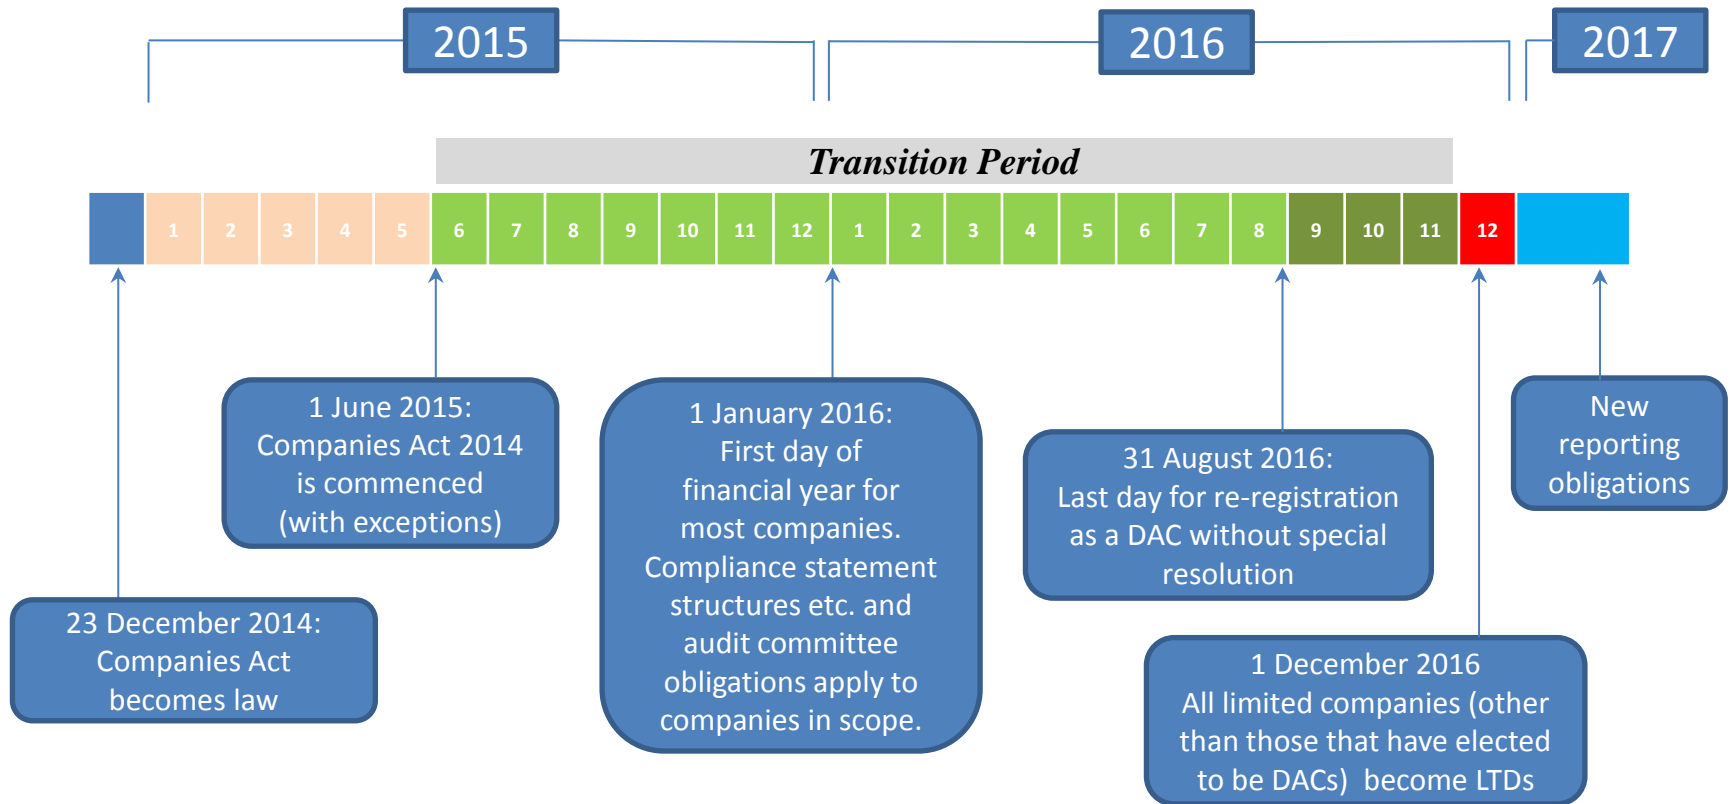 2015
2016
2017
Transition Period
1 2 3 4 5 6 7 8 9 10 11 12 1 2 3 4 5 6 7 8 9 10 11 12
23 December 2014:
Companies Act
becomes law
1 June 2015:
Companies Act 2014
is commenced
(with exceptions)
1 January 2016:
First day of
financial year for
most companies.
Compliance statement
structures etc. and
audit committee
obligations apply to
companies in scope.
31 August 2016:
Last day for re-registration
as a DAC without special
resolution
1 December 2016
All limited companies (other
than those that have elected
to be DACs) become LTDs
New
reporting
obligations